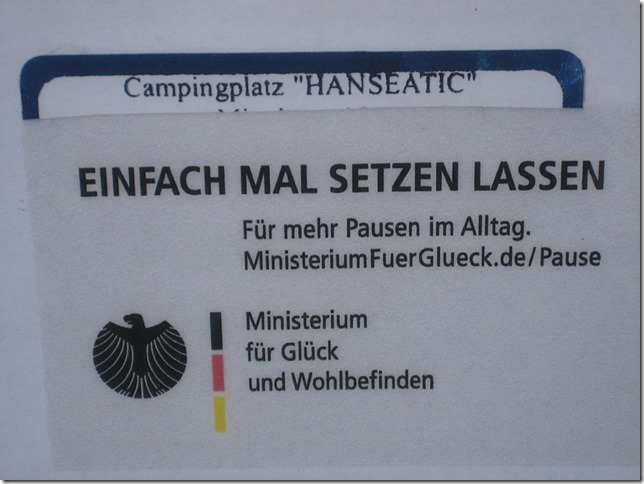 Campingplatz "HANSEATIC"
EINFACH MAL SETZEN LASSEN
Für mehr Pausen im Alltag.
MinisteriumFuerGlueck.de/Pause
Ministerium
für Glück
und Wohlbefinden